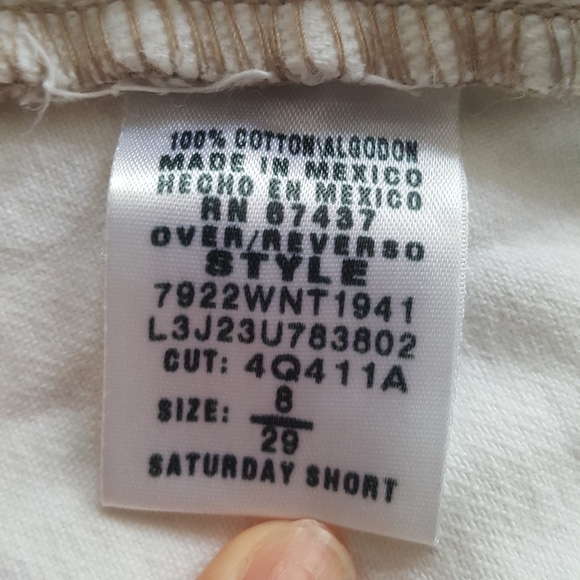 100% COTTON\ALGODON
MADE IN MEXICO
HECHO EN MEXICO
RN 67437
OVER/REVERSO
STYLE
7922WNT1941
L3J23U783802
CUT: 4Q411A
SIZE: 8
29
SATURDAY SHORT